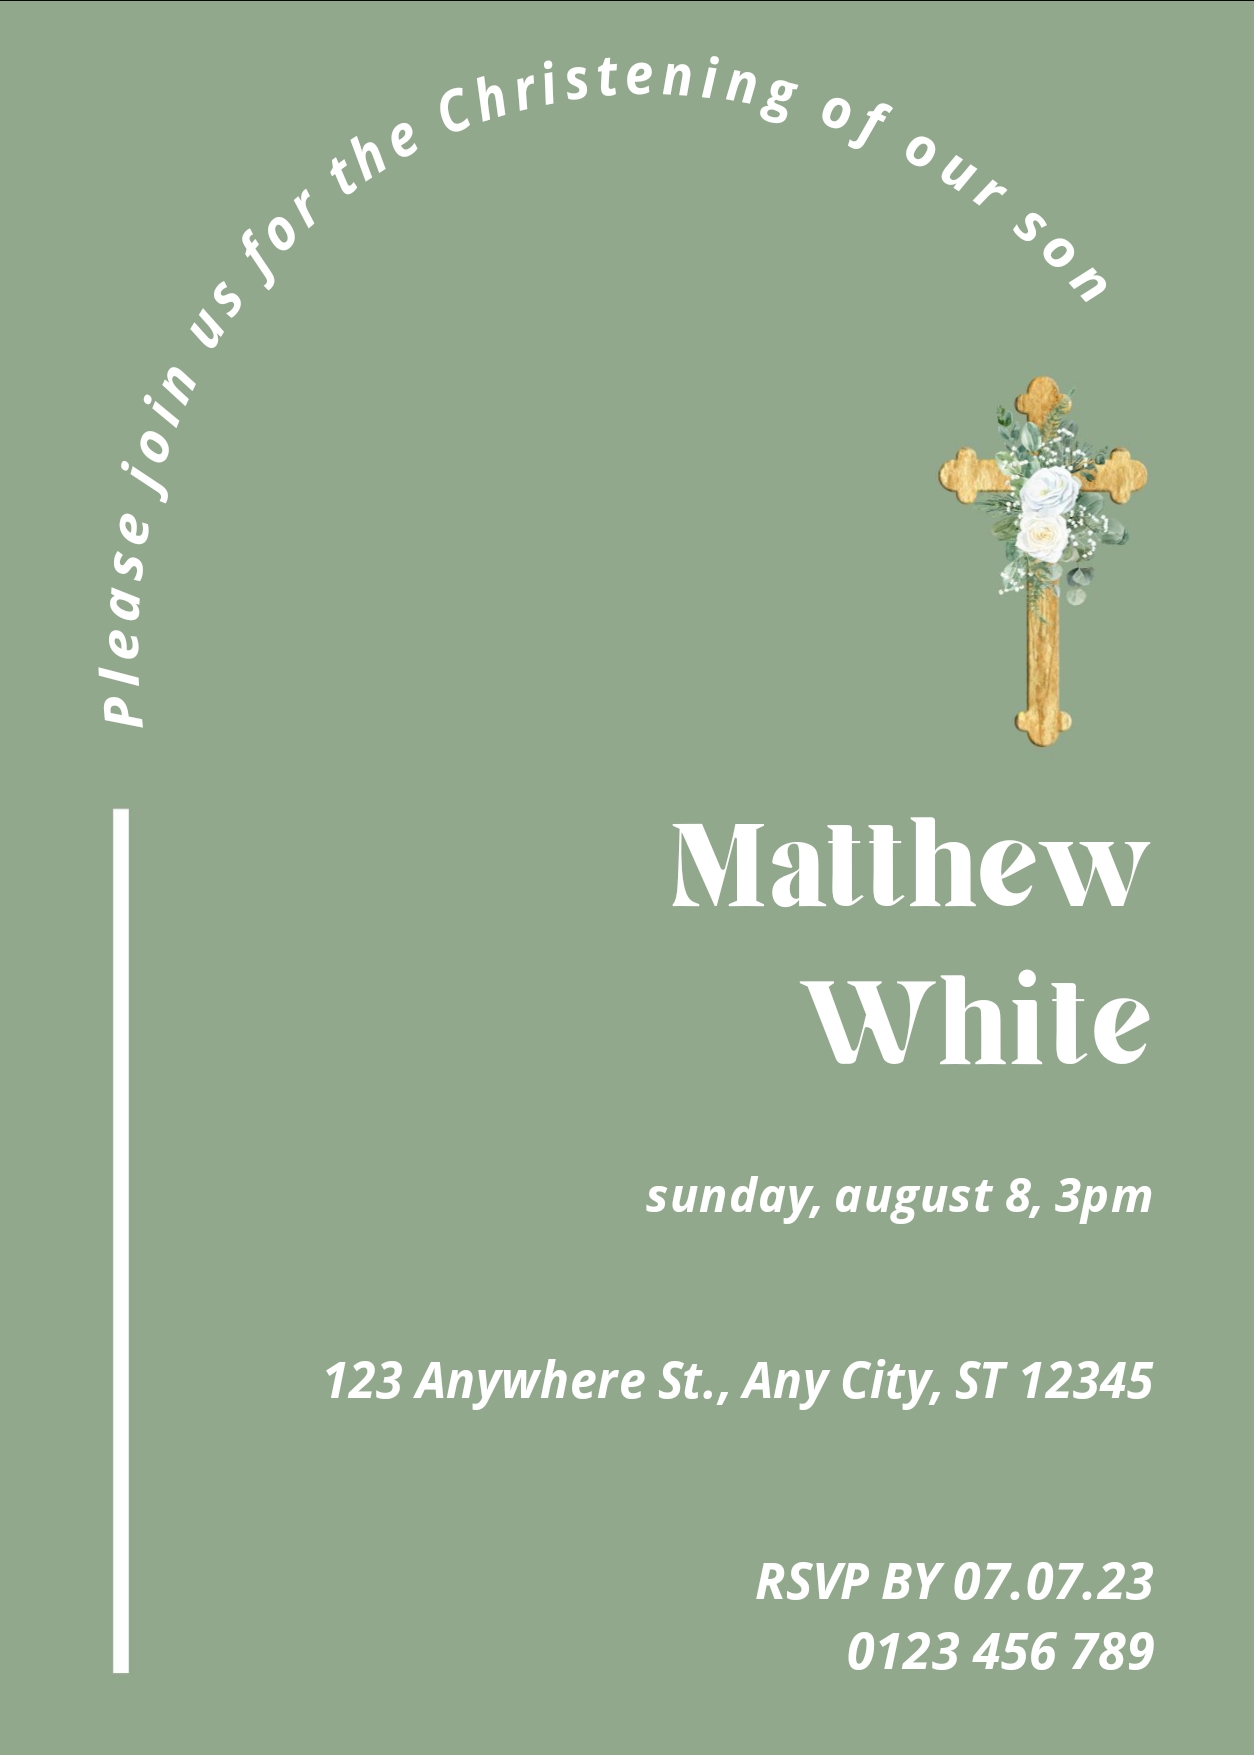 Please join us for the Christening of our son
Matthew
White
sunday, august 8, 3pm
123 Anywhere St., Any City, ST 12345
RSVP BY 07.07.23
0123 456 789